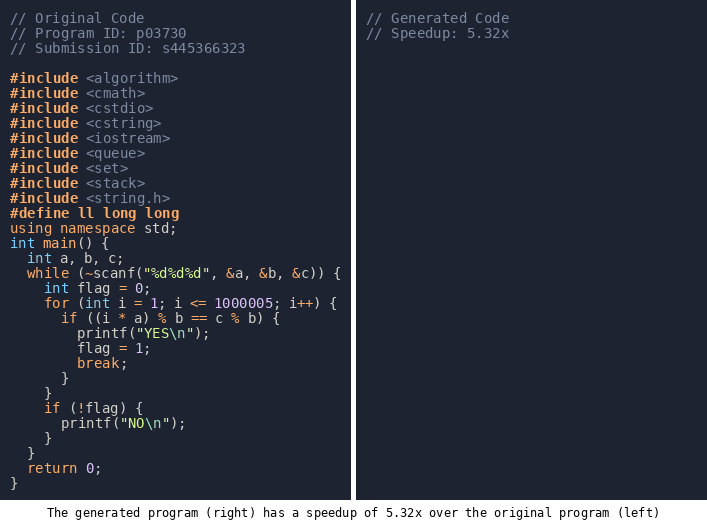 // Original Code
// Program ID: p03730
// Submission ID: s445366323

#include <algorithm>
#include <cmath>
#include <cstdio>
#include <cstring>
#include <iostream>
#include <queue>
#include <set>
#include <stack>
#include <string.h>
#define ll long long
using namespace std;
int main() {
  int a, b, c;
  while (~scanf("%d%d%d", &a, &b, &c)) {
    int flag = 0;
    for (int i = 1; i <= 1000005; i++) {
      if ((i * a) % b == c % b) {
        printf("YES\n");
        flag = 1;
        break;
      }
    }
    if (!flag) {
      printf("NO\n");
    }
  }
  return 0;
}
// Generated Code
// Speedup: 5.32x
The generated program (right) has a speedup of 5.32x over the original program (left)